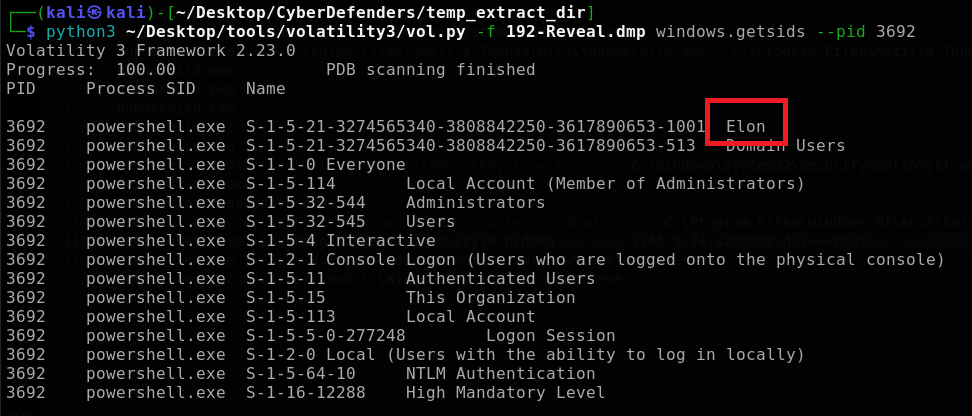 ┌──(kali㉿kali)-[~/Desktop/CyberDefenders/temp_extract_dir]
└─$ python3 ~/Desktop/tools/volatility3/vol.py -f 192-Reveal.dmp windows.getsids --pid 3692
Volatility 3 Framework 2.23.0
Progress:  100.00               PDB scanning finished
PID     Process SID     Name

3692    powershell.exe  S-1-5-21-3274565340-3808842250-3617890653-1001  Elon
3692    powershell.exe  S-1-5-21-3274565340-3808842250-3617890653-513   Domain Users
3692    powershell.exe  S-1-1-0 Everyone
3692    powershell.exe  S-1-5-114       Local Account (Member of Administrators)
3692    powershell.exe  S-1-5-32-544    Administrators
3692    powershell.exe  S-1-5-32-545    Users
3692    powershell.exe  S-1-5-4 Interactive
3692    powershell.exe  S-1-2-1 Console Logon (Users who are logged onto the physical console)
3692    powershell.exe  S-1-5-11        Authenticated Users
3692    powershell.exe  S-1-5-15        This Organization
3692    powershell.exe  S-1-5-113       Local Account
3692    powershell.exe  S-1-5-5-0-277248        Logon Session
3692    powershell.exe  S-1-2-0 Local (Users with the ability to log in locally)
3692    powershell.exe  S-1-5-64-10     NTLM Authentication
3692    powershell.exe  S-1-16-12288    High Mandatory Level